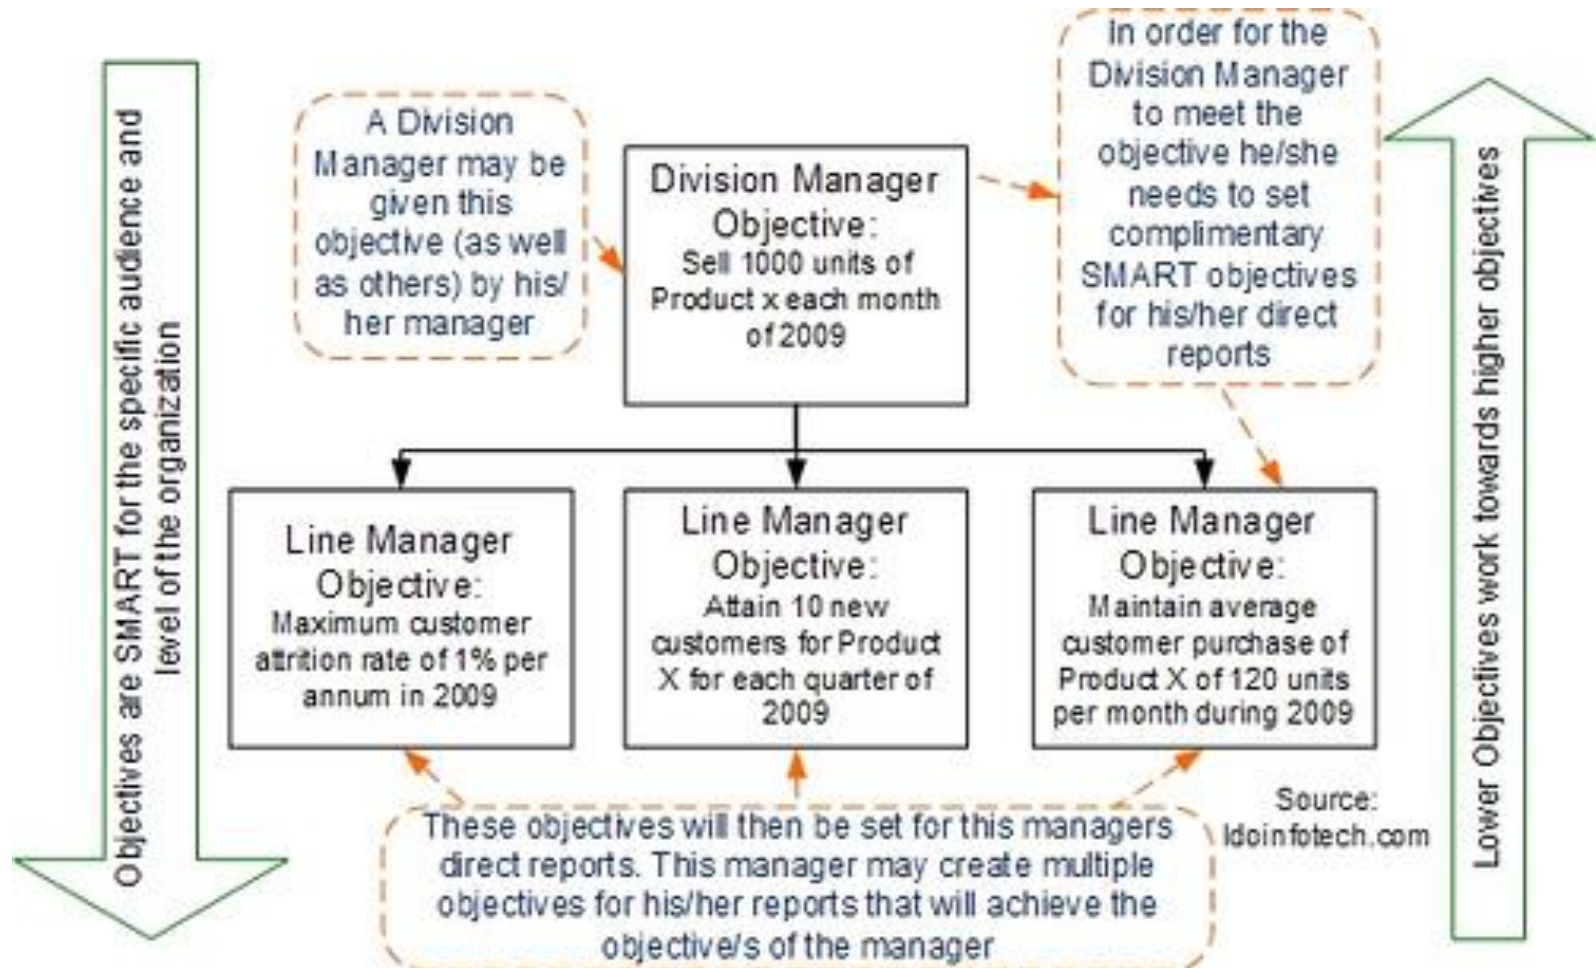 Objectives are SMART for the specific audience and
level of the organization
A Division
Manager may be
given this
objective (as well
as others) by his/
her manager
Division Manager
Objective:
Sell 1000 units of
Product x each month
of 2009
In order for the
Division Manager
to meet the
objective he/she
needs to set
complimentary
SMART objectives
for his/her direct
reports
Lower Objectives work towards higher objectives
Line Manager
Objective:
Maximum customer
attrition rate of 1% per
annum in 2009
Line Manager
Objective:
Attain 10 new
customers for Product
X for each quarter of
2009
Line Manager
Objective:
Maintain average
customer purchase of
Product X of 120 units
per month during 2009
These objectives will then be set for this managers
direct reports. This manager may create multiple
objectives for his/her reports that will achieve the
objective/s of the manager
Source:
Idoinfotech.com